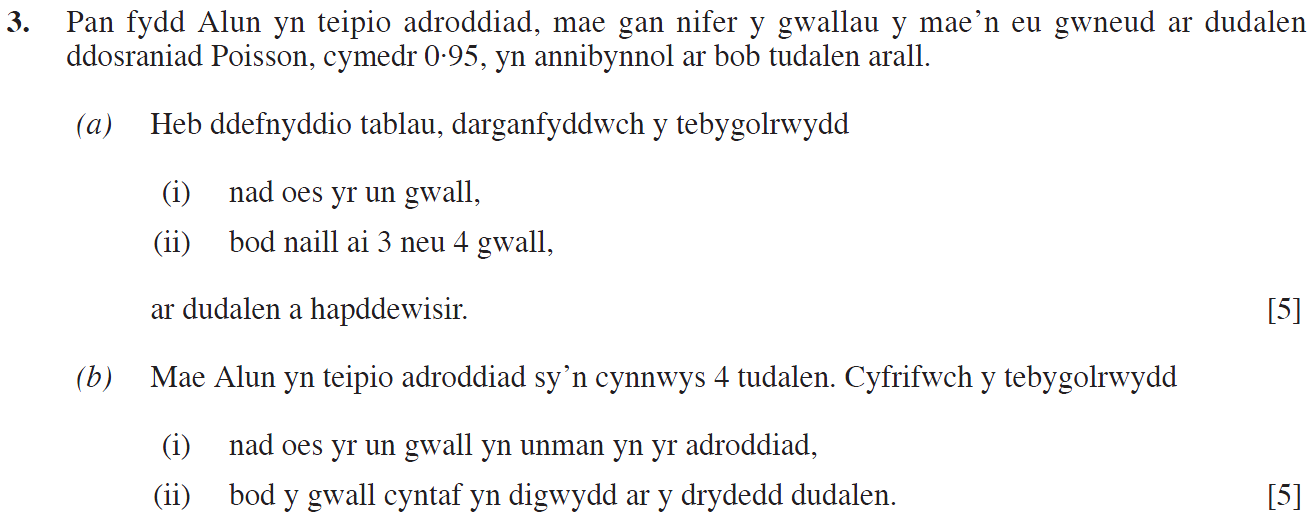 3. Pan fydd Alun yn teipio adroddiad, mae gan nifer y gwallau y mae'n eu gwneud ar dudalen
ddosraniad Poisson, cymedr 0·95, yn annibynnol ar bob tudalen arall.
(a) Heb ddefnyddio tablau, darganfyddwch y tebygolrwydd
(i) nad oes yr un gwall,
(ii) bod naill ai 3 neu 4 gwall,
ar dudalen a hapddewisir. [5]
(b) Mae Alun yn teipio adroddiad sy'n cynnwys 4 tudalen. Cyfrifwch y tebygolrwydd
(i) nad oes yr un gwall yn unman yn yr adroddiad,
(ii) bod y gwall cyntaf yn digwydd ar y drydedd dudalen. [5]